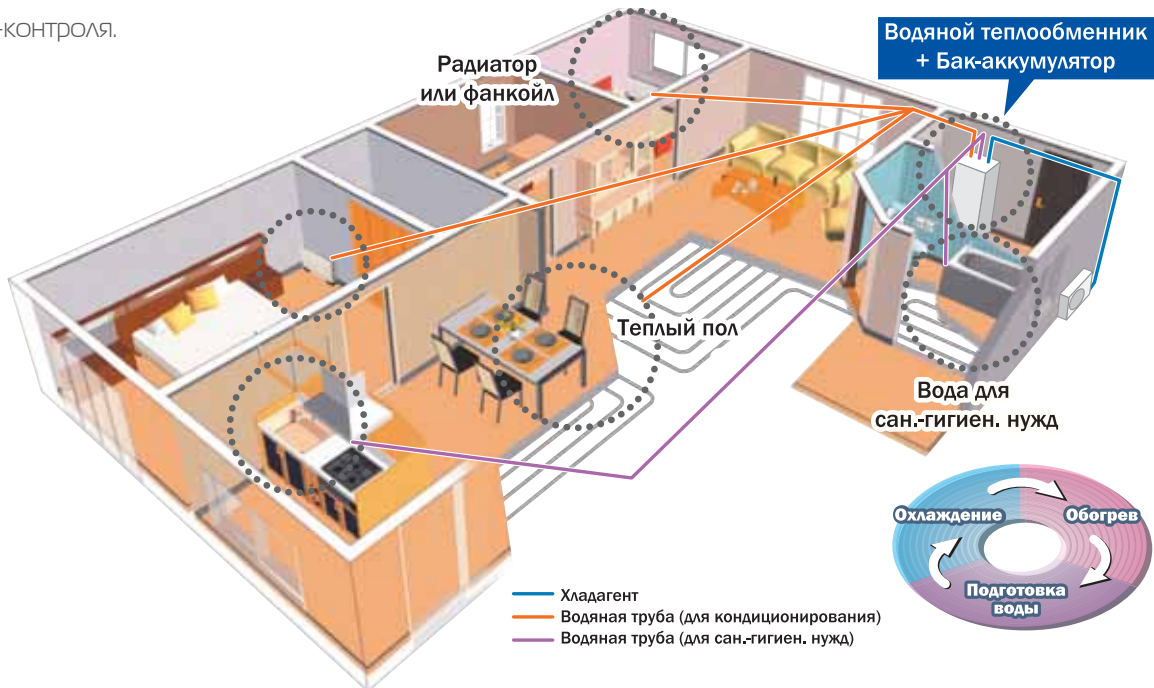 -контроля.
Водяной теплообменник
+ Бак-аккумулятор
Радиатор
или фанкойл
Теплый пол
Вода для
сан.-гигиен. нужд
Охлаждение
Обогрев
Подготовка
воды
Хладагент
Водяная труба (для кондиционирования)
Водяная труба (для сан.-гигиен. нужд)